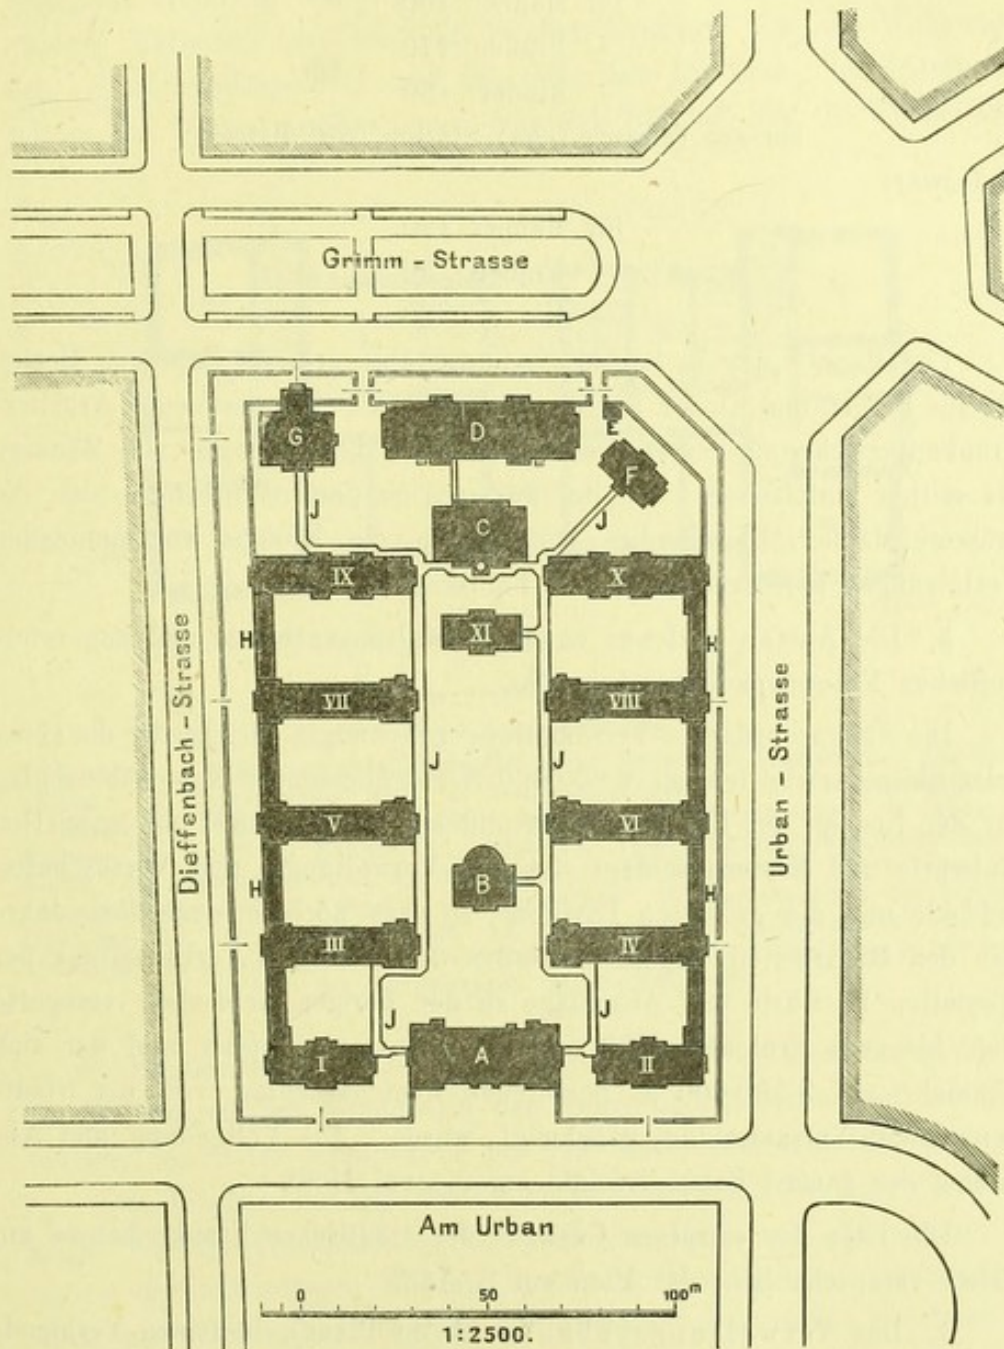 Grimm - Strasse
G
D
E
F
J
C
J
IX
X
H
XI
H
VII
VIII
Dieffenbach - Strasse
Urban - Strasse
J
J
V
VI
H
B
H
III
IV
J
J
I
A
II
Am Urban
0 50 100 m
1:2500.